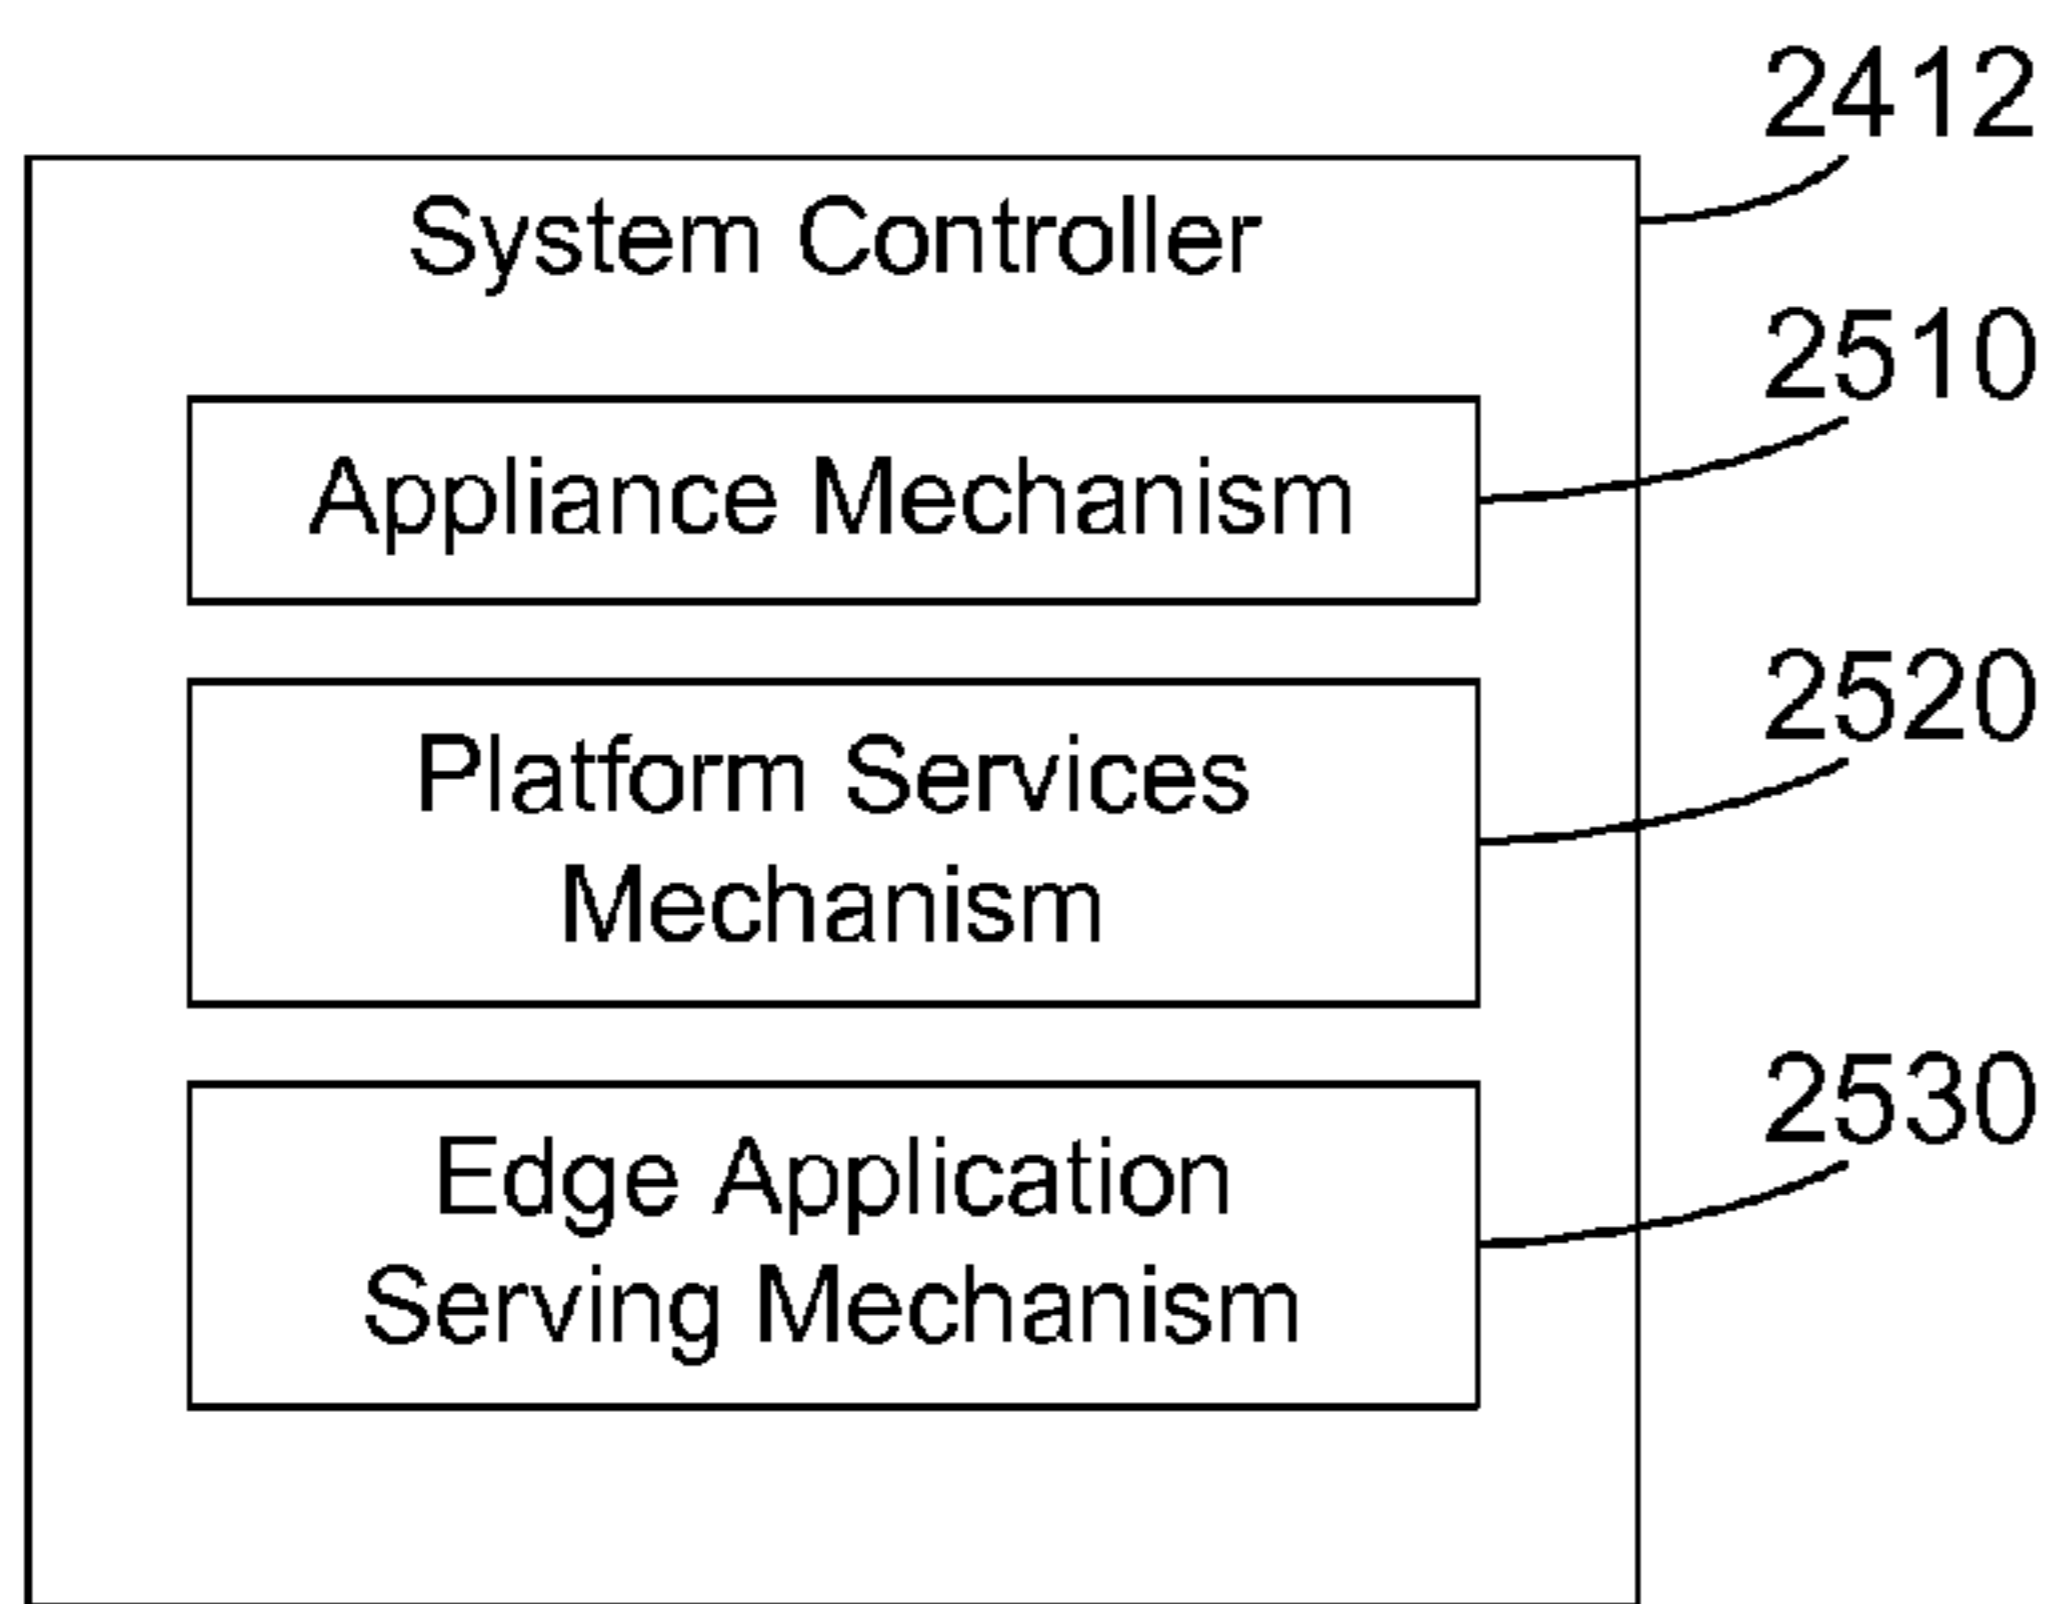 2412
System Controller
2510
Appliance Mechanism
2520
Platform Services
Mechanism
2530
Edge Application
Serving Mechanism